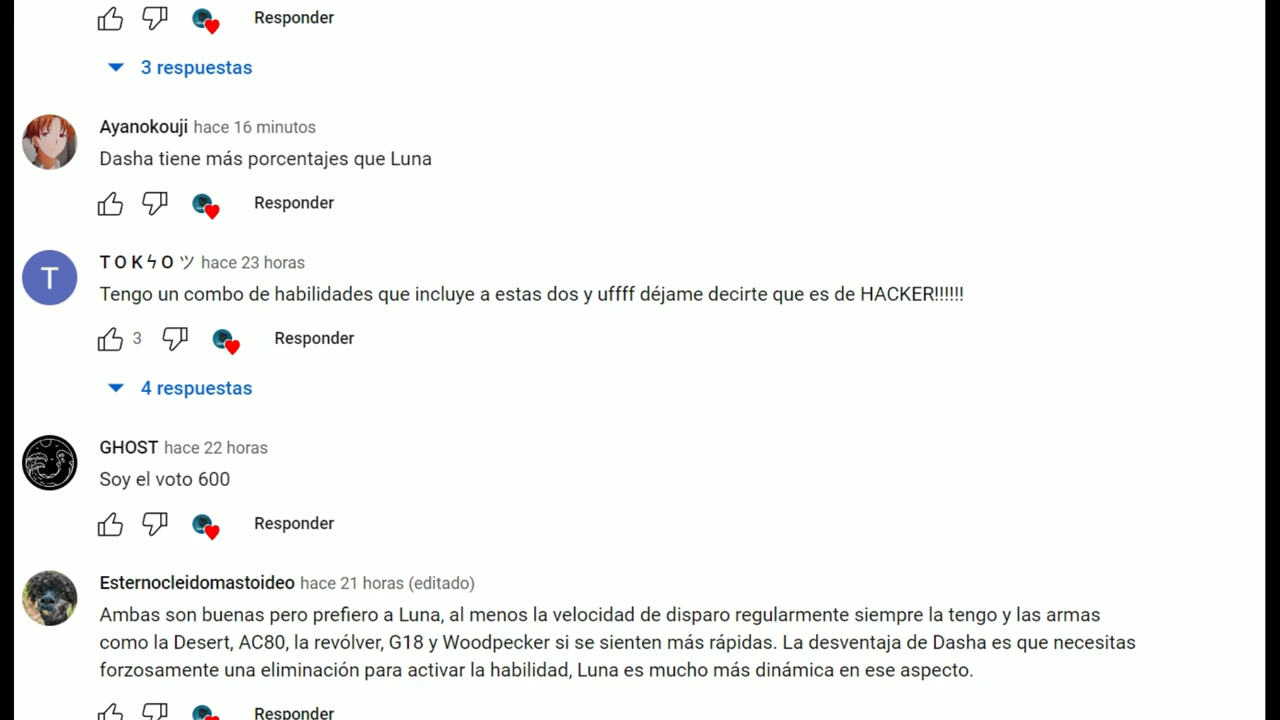 Responder
3 respuestas
Ayanokouji hace 16 minutos
Dasha tiene más porcentajes que Luna
Responder
T O K ϟ O ツ hace 23 horas
T
Tengo un combo de habilidades que incluye a estas dos y uffff déjame decirte que es de HACKER!!!!!!
3 Responder
4 respuestas
GHOST hace 22 horas
Soy el voto 600
Responder
Esternocleidomastoideo hace 21 horas (editado)
Ambas son buenas pero prefiero a Luna, al menos la velocidad de disparo regularmente siempre la tengo y las armas
como la Desert, AC80, la revólver, G18 y Woodpecker si se sienten más rápidas. La desventaja de Dasha es que necesitas
forzosamente una eliminación para activar la habilidad, Luna es mucho más dinámica en ese aspecto.
Responder